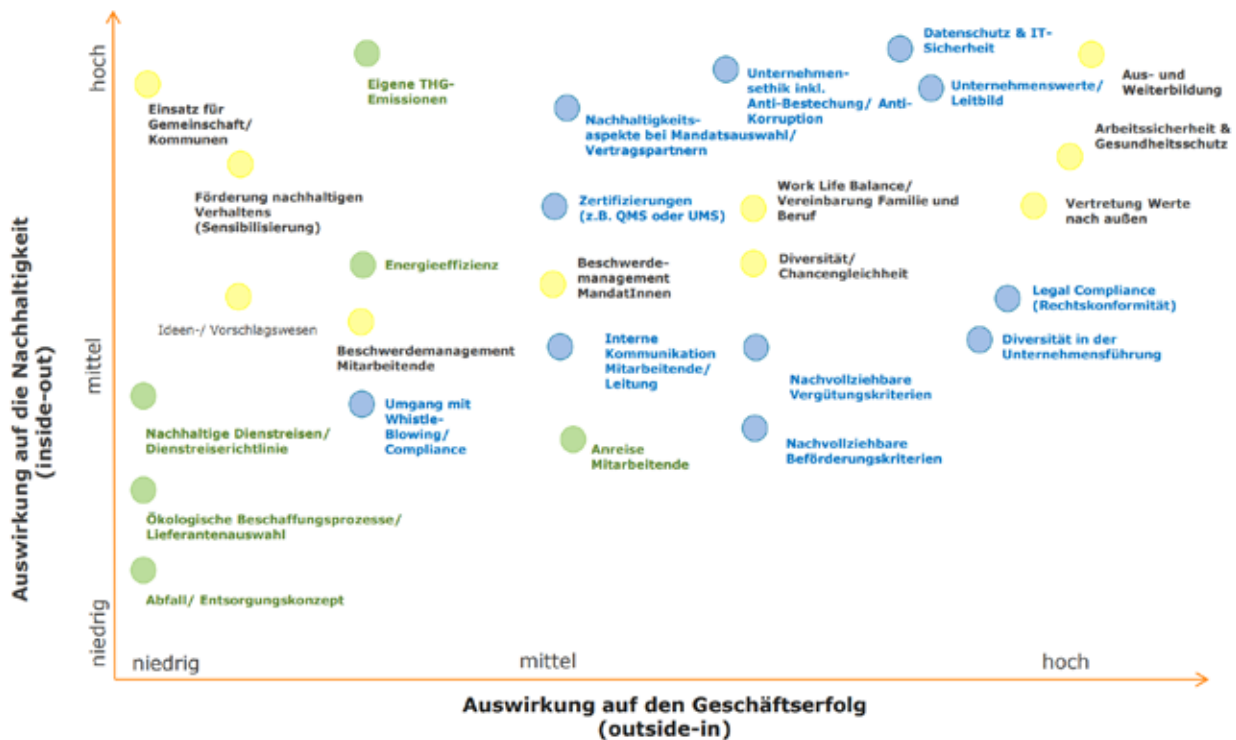 Auswirkung auf die Nachhaltigkeit
(inside-out)
hoch
mittel
niedrig
Einsatz für
Gemeinschaft/
Kommunen
Eigene THG-
Emissionen
Förderung nachhaltigen
Verhaltens
(Sensibilisierung)
Energieeffizienz
Ideen-/ Vorschlagswesen
Beschwerdemanagement
Mitarbeitende
Nachhaltige Dienstreisen/
Dienstreiserichtlinie
Umgang mit
Whistle-
Blowing/
Compliance
Ökologische Beschaffungsprozesse/
Lieferantenauswahl
Abfall/ Entsorgungskonzept
Nachhaltigkeits-
aspekte bei Mandatsauswahl/
Vertragspartnern
Unternehmen-
sethik inkl.
Anti-Bestechung/ Anti-
Korruption
Zertifizierungen
(z.B. QMS oder UMS)
Beschwerde-
management
MandatInnen
Interne
Kommunikation
Mitarbeitende/
Leitung
Anreise
Mitarbeitende
Work Life Balance/
Vereinbarung Familie und
Beruf
Diversität/
Chancengleichheit
Nachvollziehbare
Vergütungskriterien
Nachvollziehbare
Beförderungskriterien
Datenschutz & IT-
Sicherheit
Unternehmenswerte/
Leitbild
Aus- und
Weiterbildung
Arbeitssicherheit &
Gesundheitsschutz
Vertretung Werte
nach außen
Legal Compliance
(Rechtskonformität)
Diversität in der
Unternehmensführung
niedrig
mittel
hoch
Auswirkung auf den Geschäftserfolg
(outside-in)